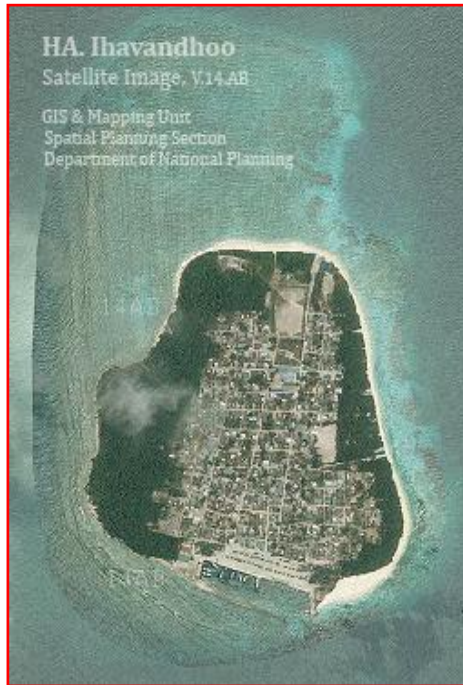 HA. Ihavandhoo
Satellite Image, V.14.AB
GIS & Mapping Unit
Spatial Planning Section
Department of National Planning